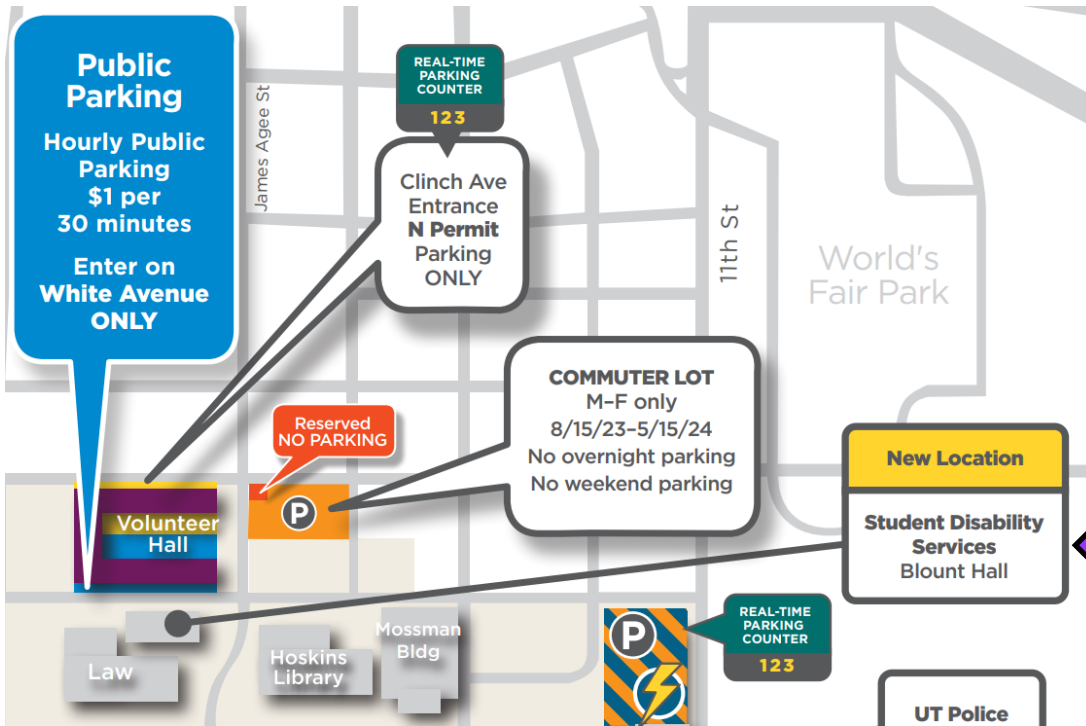 Public
Parking
Hourly Public
Parking
$1 per
30 minutes
Enter on
White Avenue
ONLY
James Agee St
REAL-TIME
PARKING
COUNTER
123
Clinch Ave
Entrance
N Permit
Parking
ONLY
11th St
World's
Fair Park
COMMUTER LOT
M–F only
8/15/23–5/15/24
No overnight parking
No weekend parking
Reserved
NO PARKING
P
Volunteer
Hall
New Location
Student Disability
Services
Blount Hall
Law
Hoskins
Library
Mossman
Bldg
P
REAL-TIME
PARKING
COUNTER
123
UT Police